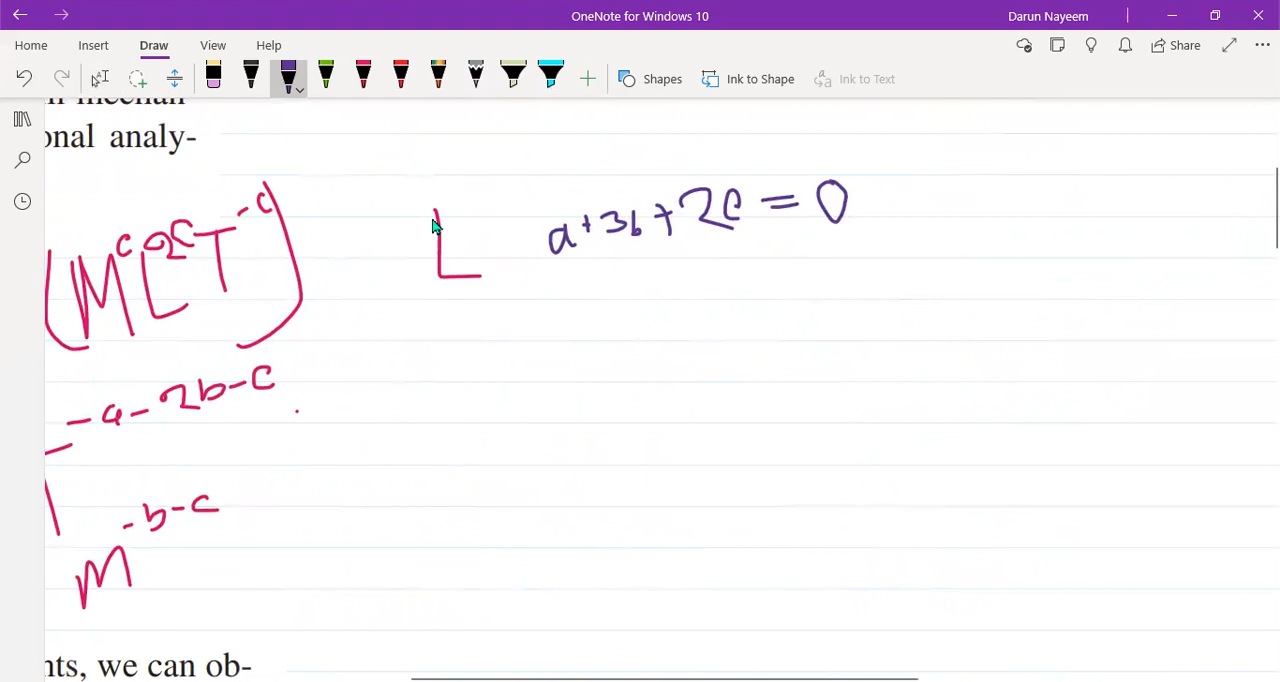 OneNote for Windows 10
Darun Nayeem
Home Insert Draw View Help
Share
Shapes Ink to Shape Ink to Text
onal analy-
(M^c L^2c T^-c)
L a+3b+2c=0
-a-2b-c
M^-b-c
nts, we can ob-